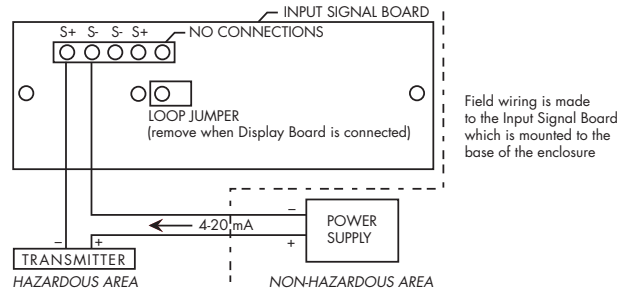 INPUT SIGNAL BOARD
S+ S- S- S+
NO CONNECTIONS
LOOP JUMPER
(remove when Display Board is connected)
Field wiring is made
to the Input Signal Board
which is mounted to the
base of the enclosure
4-20 mA
–
+
POWER
SUPPLY
– +
TRANSMITTER
HAZARDOUS AREA
NON-HAZARDOUS AREA